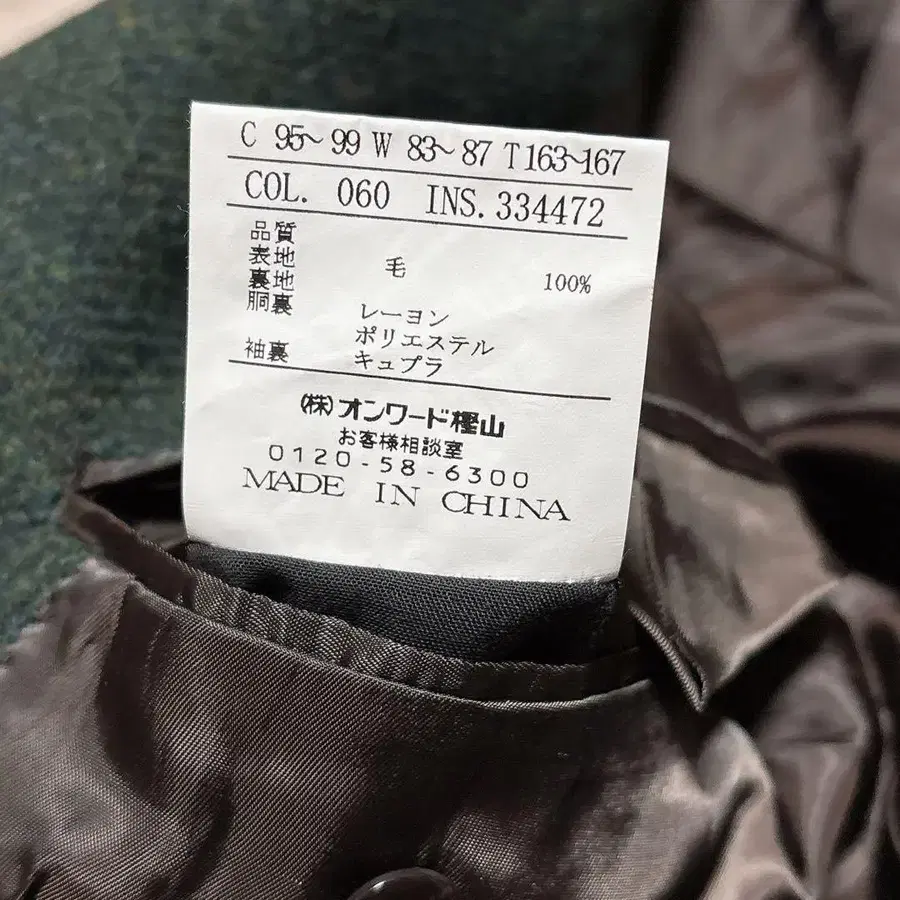 C 95~99 W 83~87 T163~167
COL. 060 INS.334472
品質
表地 毛 100%
裏地
胴裏 レーヨン
ポリエステル
袖裏 キュプラ
(株)オンワード樫山
お客様相談室
0120-58-6300
MADE IN CHINA